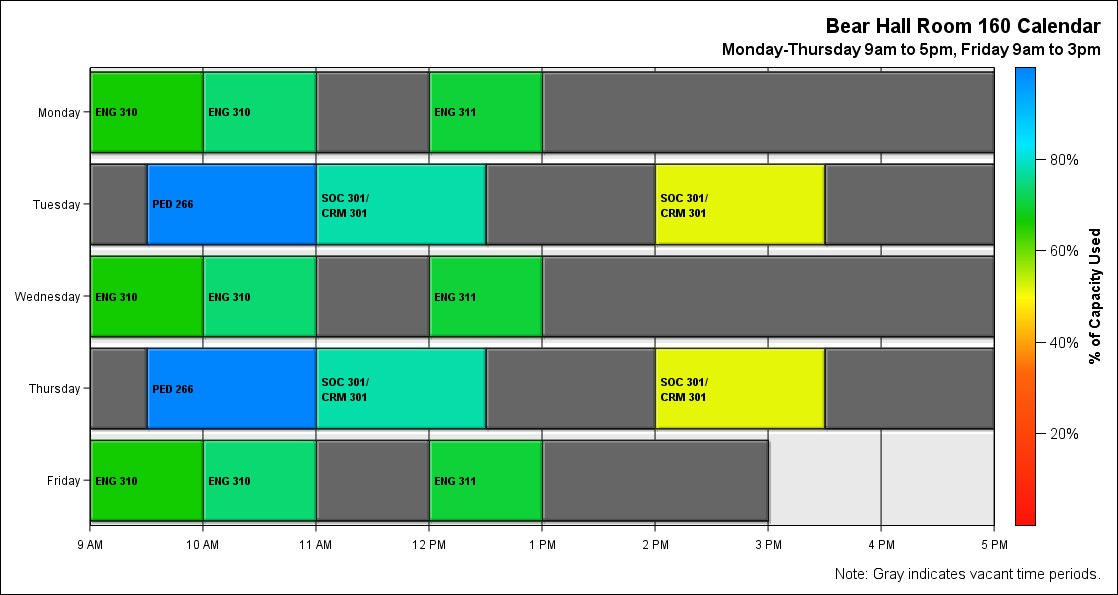 Bear Hall Room 160 Calendar
Monday-Thursday 9am to 5pm, Friday 9am to 3pm
Monday
ENG 310
ENG 310
ENG 311
Tuesday
PED 266
SOC 301/
CRM 301
SOC 301/
CRM 301
Wednesday
ENG 310
ENG 310
ENG 311
Thursday
PED 266
SOC 301/
CRM 301
SOC 301/
CRM 301
Friday
ENG 310
ENG 310
ENG 311
9 AM
10 AM
11 AM
12 PM
1 PM
2 PM
3 PM
4 PM
5 PM
80%
60%
40%
20%
% of Capacity Used
Note: Gray indicates vacant time periods.